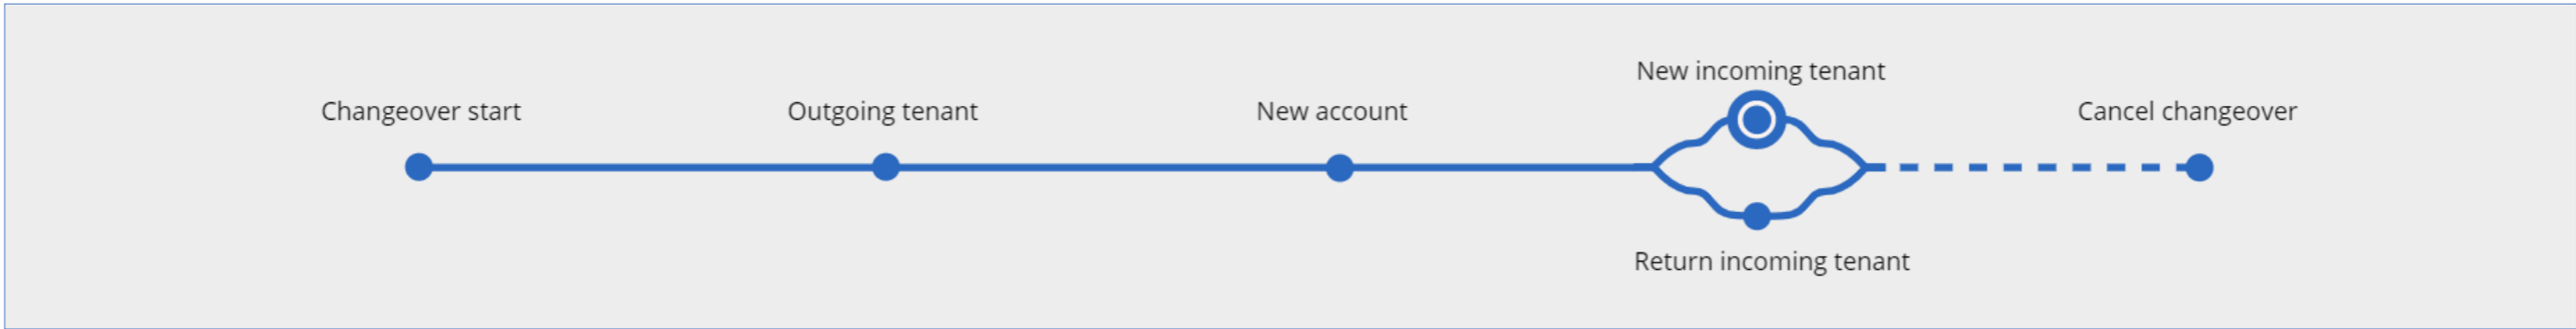 Changeover start
Outgoing tenant
New account
New incoming tenant
Return incoming tenant
Cancel changeover